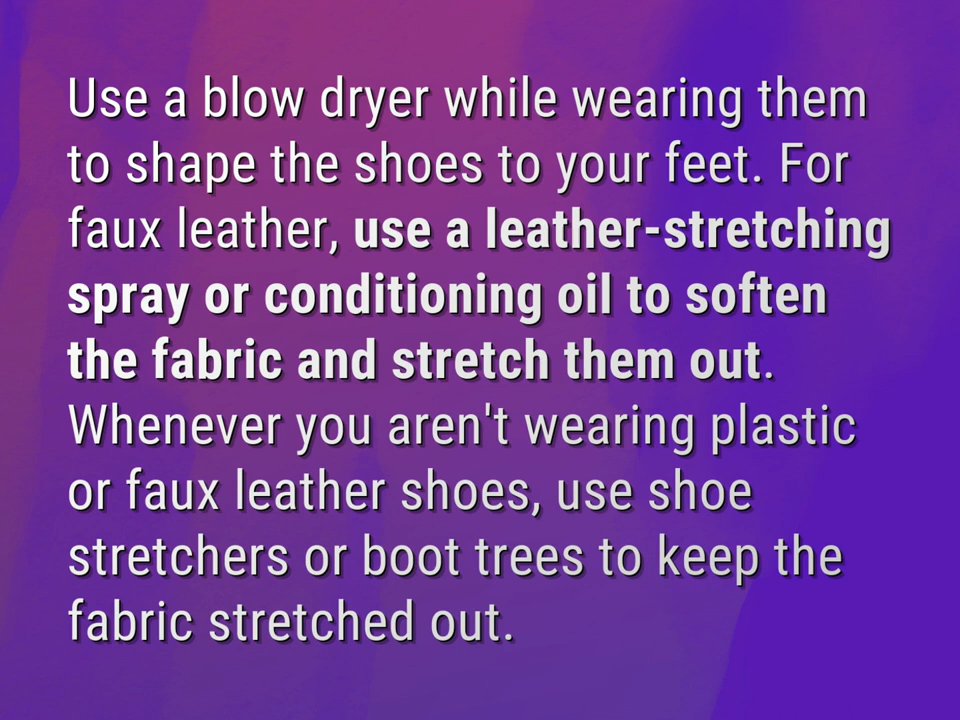 Use a blow dryer while wearing them
to shape the shoes to your feet. For
faux leather, use a leather-stretching
spray or conditioning oil to soften
the fabric and stretch them out.
Whenever you aren't wearing plastic
or faux leather shoes, use shoe
stretchers or boot trees to keep the
fabric stretched out.